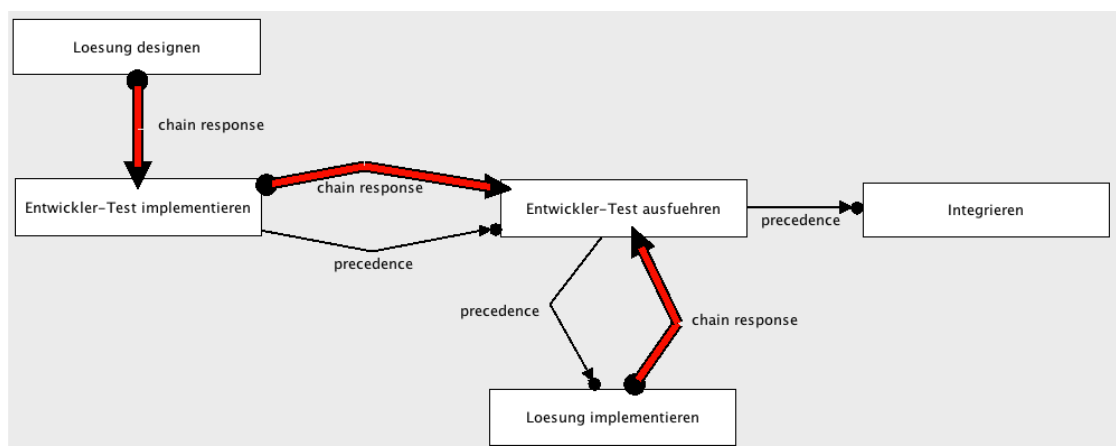 Loesung designen
chain response
Entwickler-Test implementieren
chain response
precedence
Entwickler-Test ausfuehren
precedence
Integrieren
precedence
chain response
Loesung implementieren